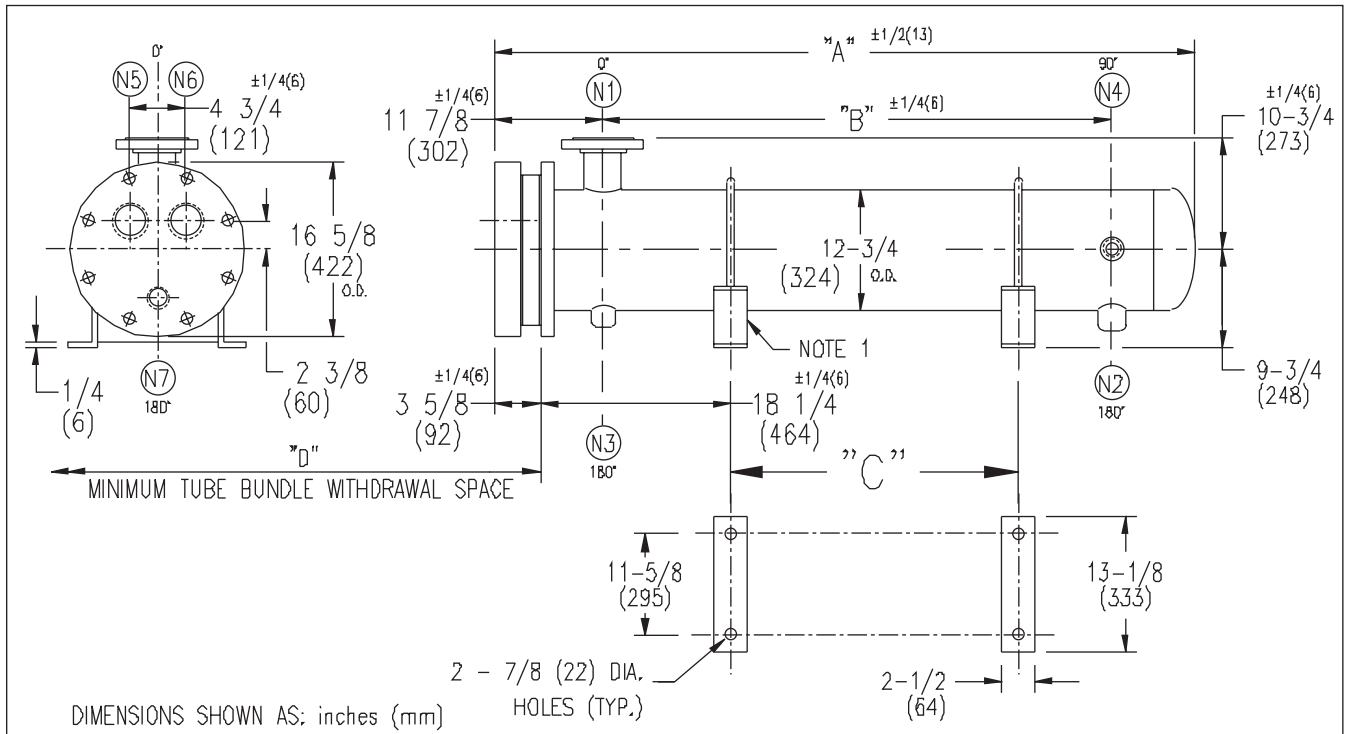 0°
N5 N6
±1/4(6)
4 3/4
(121)
16 5/8
(422)
O.D.
2 3/8
(60)
1/4
(6)
N7
180°
"A" ±1/2(13)
±1/4(6)
11 7/8
(302)
0°
N1
"B" ±1/4(6)
90°
N4
±1/4(6)
10-3/4
(273)
12-3/4
(324) O.D.
NOTE 1
±1/4(6)
3 5/8
(92)
±1/4(6)
18 1/4
(464)
N3
180°
N2
180°
9-3/4
(248)
"D"
MINIMUM TUBE BUNDLE WITHDRAWAL SPACE
"C"
11-5/8
(295)
13-1/8
(333)
2 - 7/8 (22) DIA.
HOLES (TYP.)
2-1/2
(64)
DIMENSIONS SHOWN AS: inches (mm)